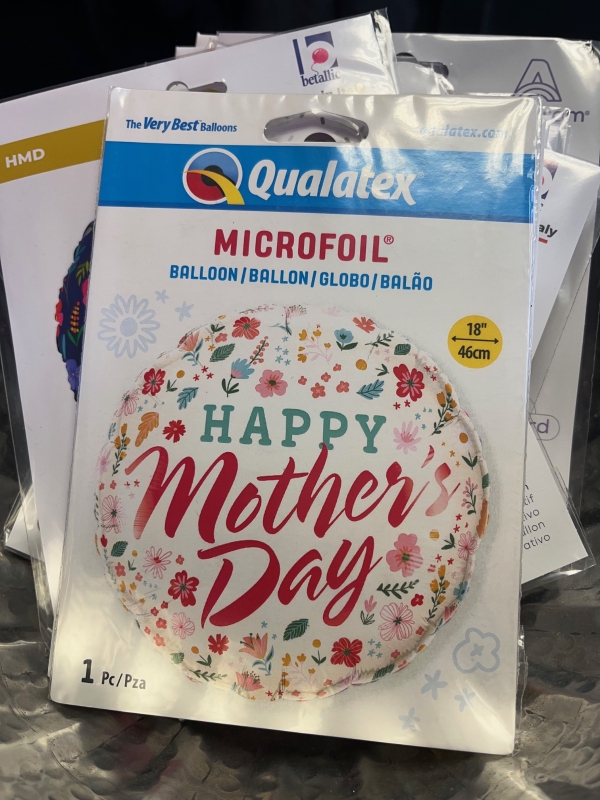 betallic
HMD
The Very Best Balloons
qualatex.com
Qualatex
MICROFOIL®
BALLOON/BALLON/GLOBO/BALÃO
18"
46cm
HAPPY
Mother's
Day
1 Pc/Pza